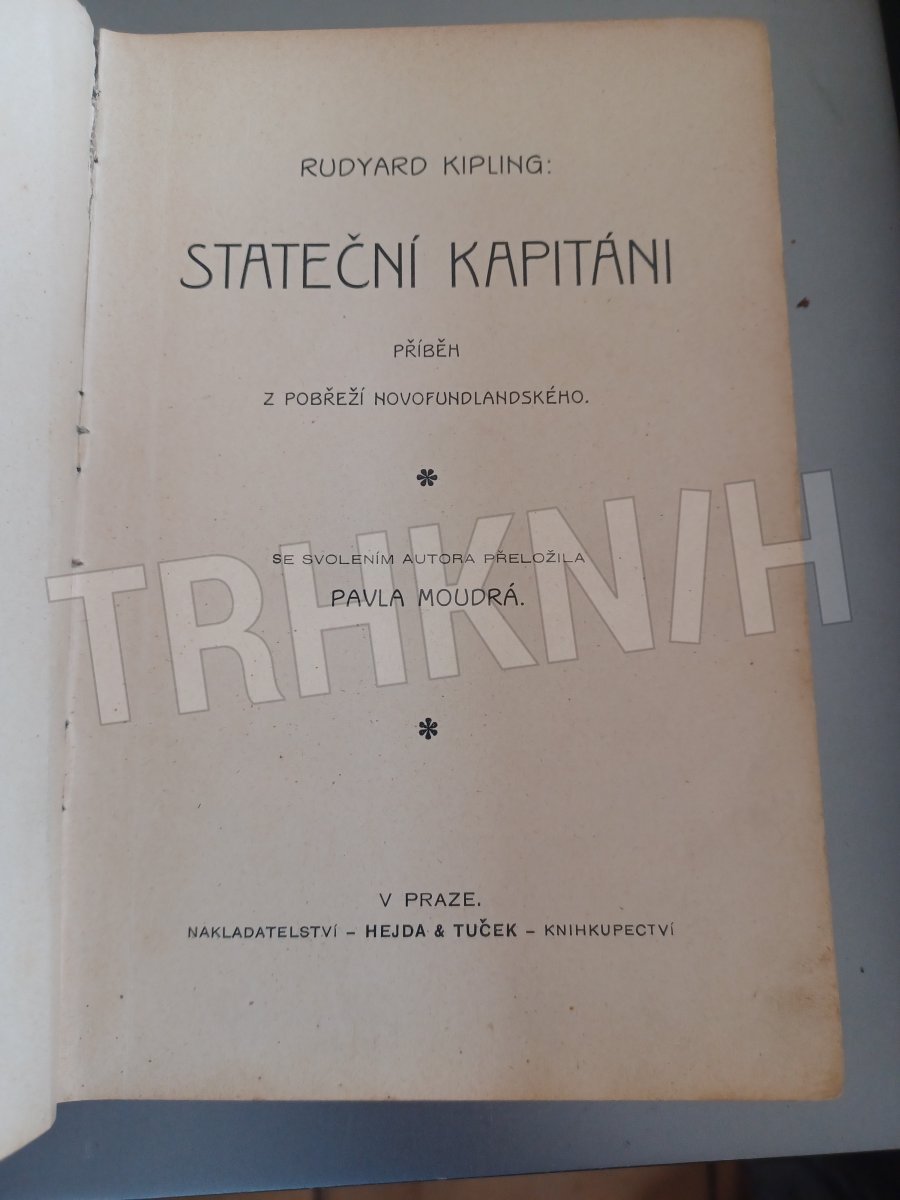 RUDYARD KIPLING:
STATEČNÍ KAPITÁNI
PŘÍBĚH
Z POBŘEŽÍ NOVOFUNDLANDSKÉHO.
SE SVOLENÍM AUTORA PŘELOŽILA
PAVLA MOUDRÁ.
TRHKNIH
V PRAZE.
NAKLADATELSTVÍ – HEJDA & TUČEK – KNIHKUPECTVÍ